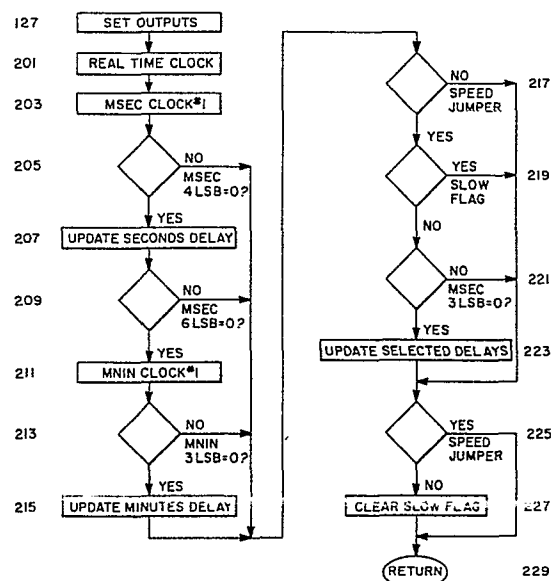 127 SET OUTPUTS
201 REAL TIME CLOCK
203 MSEC CLOCK#1
205 NO
MSEC
4LSB=0?
YES
207 UPDATE SECONDS DELAY
209 NO
MSEC
6LSB=0?
YES
211 MNIN CLOCK#1
213 NO
MNIN
3LSB=0?
YES
215 UPDATE MINUTES DELAY
NO 217
SPEED
JUMPER
YES
YES 219
SLOW
FLAG
NO
NO 221
MSEC
3LSB=0?
YES
UPDATE SELECTED DELAYS 223
YES 225
SPEED
JUMPER
NO
CLEAR SLOW FLAG 227
RETURN 229